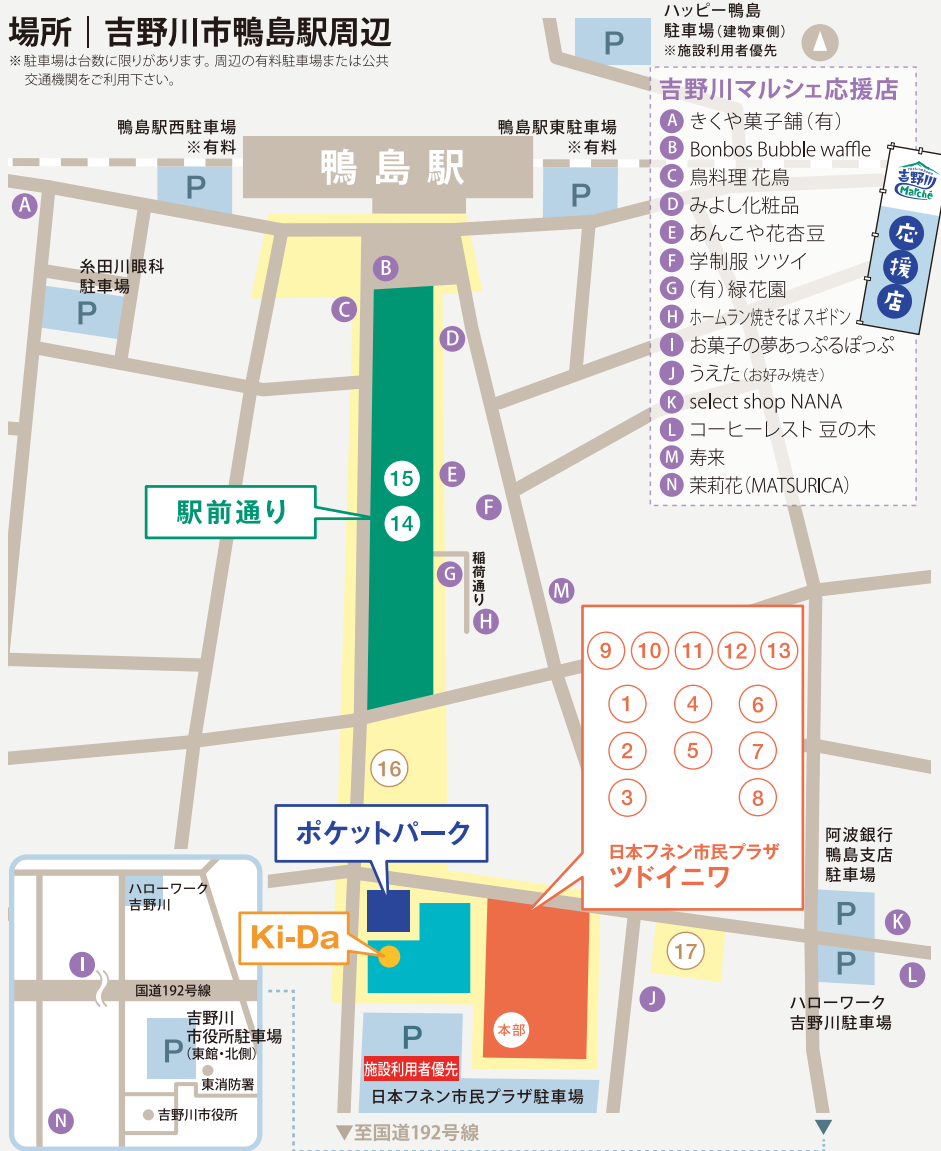 場所｜吉野川市鴨島駅周辺
※駐車場は台数に限りがあります。周辺の有料駐車場または公共
交通機関をご利用下さい。
ハッピー鴨島
駐車場(建物東側)
※施設利用者優先
P
吉野川マルシェ応援店
A きくや菓子舗(有)
B Bonbos Bubble waffle
C 鳥料理 花鳥
D みよし化粧品
E あんこや花杏豆
F 学制服 ツツイ
G (有)緑花園
H ホームラン焼きそば スギドン
I お菓子の夢あっぷるぽっぷ
J うえた(お好み焼き)
K select shop NANA
L コーヒーレスト 豆の木
M 寿来
N 茉莉花(MATSURICA)
吉野川
Marché
応
援
店
鴨島駅西駐車場
※有料
P
鴨島駅
鴨島駅東駐車場
※有料
P
A
糸田川眼科
駐車場
P
B
C
D
E
F
G
H
M
稲荷通り
15
14
駅前通り
16
9 10 11 12 13
1 4 6
2 5 7
3 8
日本フネン市民プラザ
ツドイニワ
ポケットパーク
Ki-Da
本部
P
施設利用者優先
日本フネン市民プラザ駐車場
▼至国道192号線
J
17
阿波銀行
鴨島支店
駐車場
P
P
K
L
ハローワーク
吉野川駐車場
ハローワーク
吉野川
I
国道192号線
吉野川
市役所駐車場
(東館・北側)
P
東消防署
吉野川市役所
N